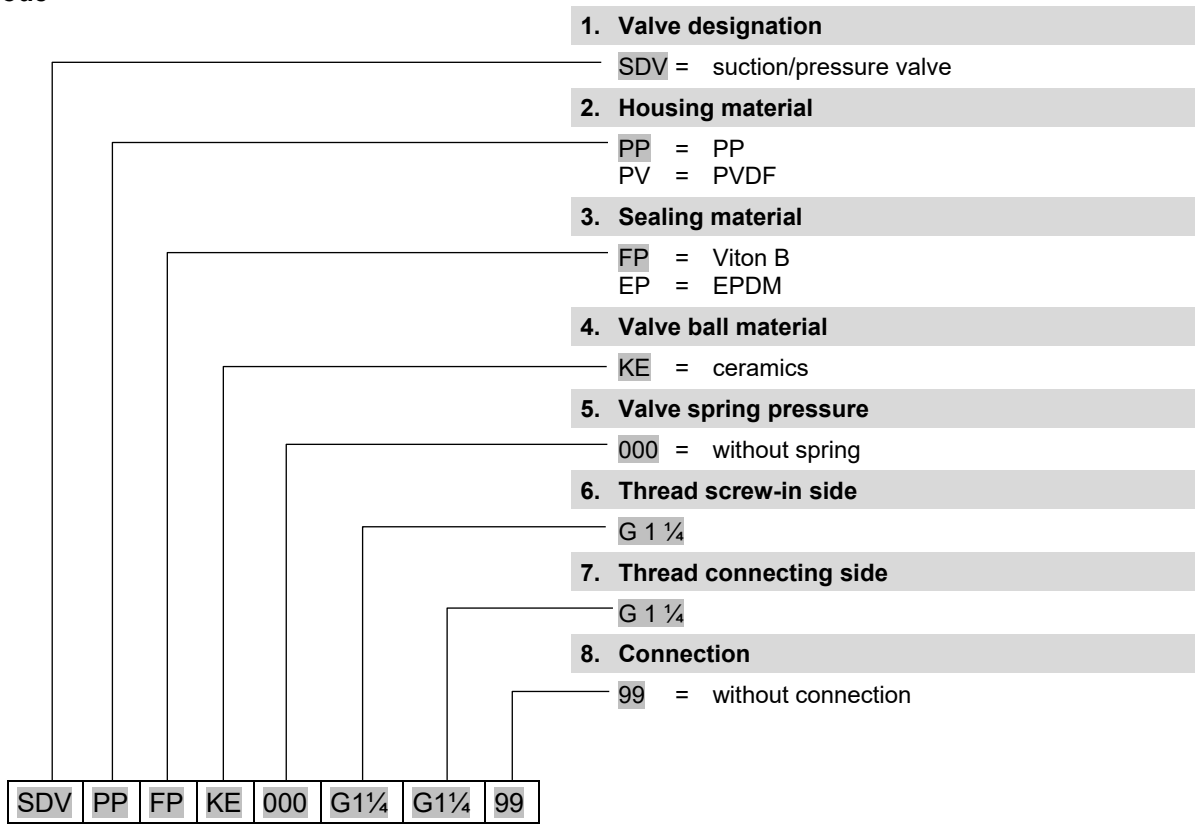 1. Valve designation
SDV = suction/pressure valve
2. Housing material
PP = PP
PV = PVDF
3. Sealing material
FP = Viton B
EP = EPDM
4. Valve ball material
KE = ceramics
5. Valve spring pressure
000 = without spring
6. Thread screw-in side
G 1 ¼
7. Thread connecting side
G 1 ¼
8. Connection
99 = without connection
SDV PP FP KE 000 G1¼ G1¼ 99